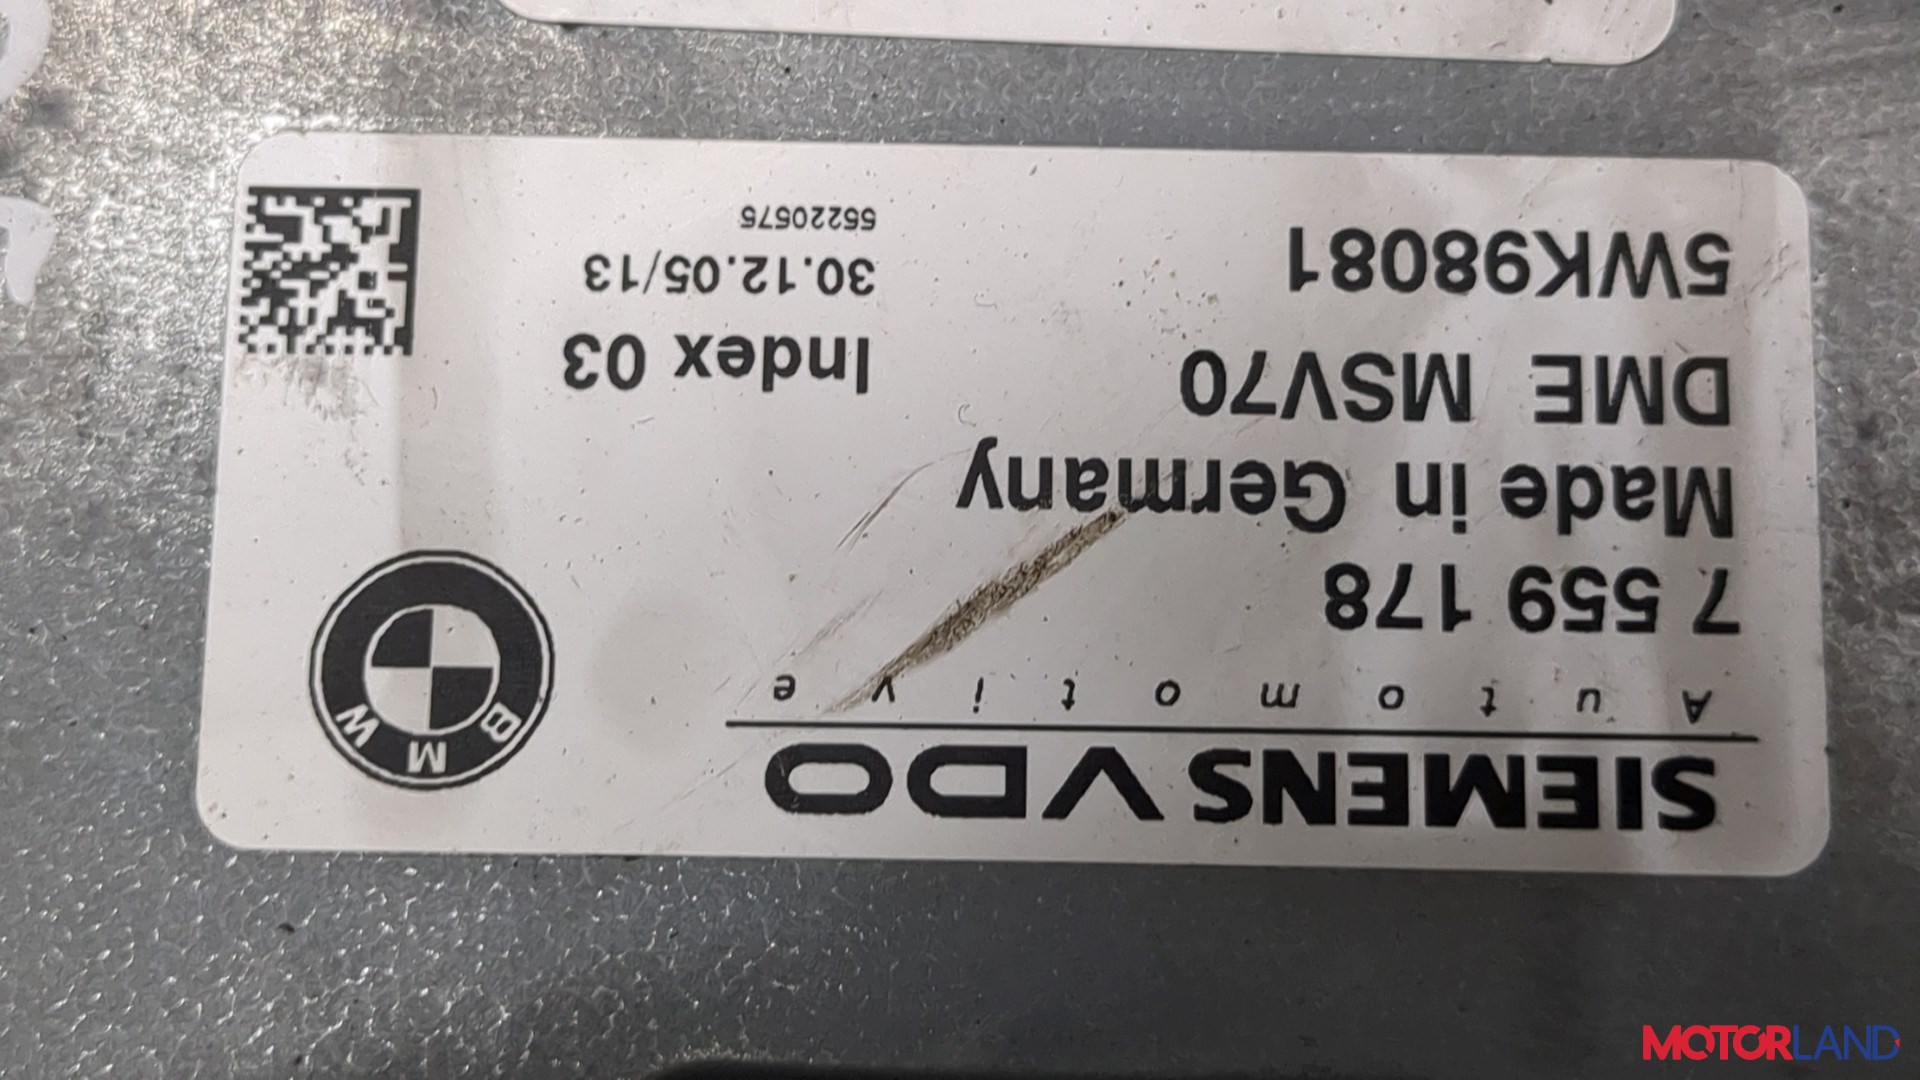 SIEMENS VDO
Automotive
7 559 178
Made in Germany
DME MSV70
5WK98081
Index 03
30.12.05/13
55220575
BMW
MOTORLAND